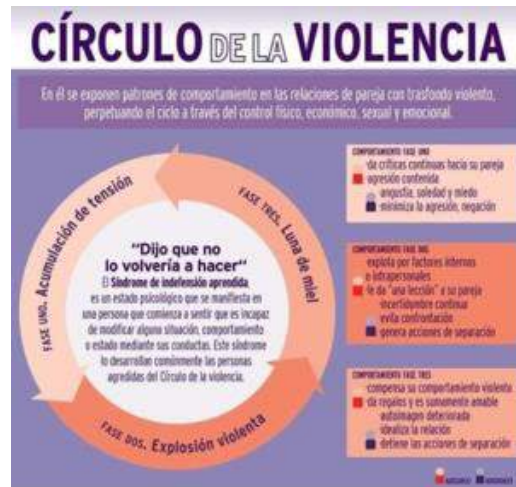 CÍRCULO DE LA VIOLENCIA
En él se exponen patrones de comportamiento en las relaciones de pareja con trasfondo violento,
perpetuando el ciclo a través del control físico, económico, sexual y emocional.
FASE UNO. Acumulación de tensión
FASE TRES. Luna de miel
FASE DOS. Explosión violenta
"Dijo que no
lo volvería a hacer"
El Síndrome de indefensión aprendida
es un estado psicológico que se manifiesta en
una persona que comienza a sentir que es incapaz
de modificar alguna situación, comportamiento
o estado mediante sus conductas. Este síndrome
lo desarrollan comúnmente las personas
agredidas del Círculo de la violencia.
COMPORTAMIENTO FASE UNO
da críticas continuas hacia su pareja
agresión contenida
angustia, soledad y miedo
minimiza la agresión, negación
COMPORTAMIENTO FASE DOS
explota por factores internos
o intrapersonales
le da "una lección" a su pareja
incertidumbre continua
evita confrontación
genera acciones de separación
COMPORTAMIENTO FASE TRES
compensa su comportamiento violento
da regalos y es sumamente amable
autoimagen deteriorada
idealiza la relación
detiene las acciones de separación